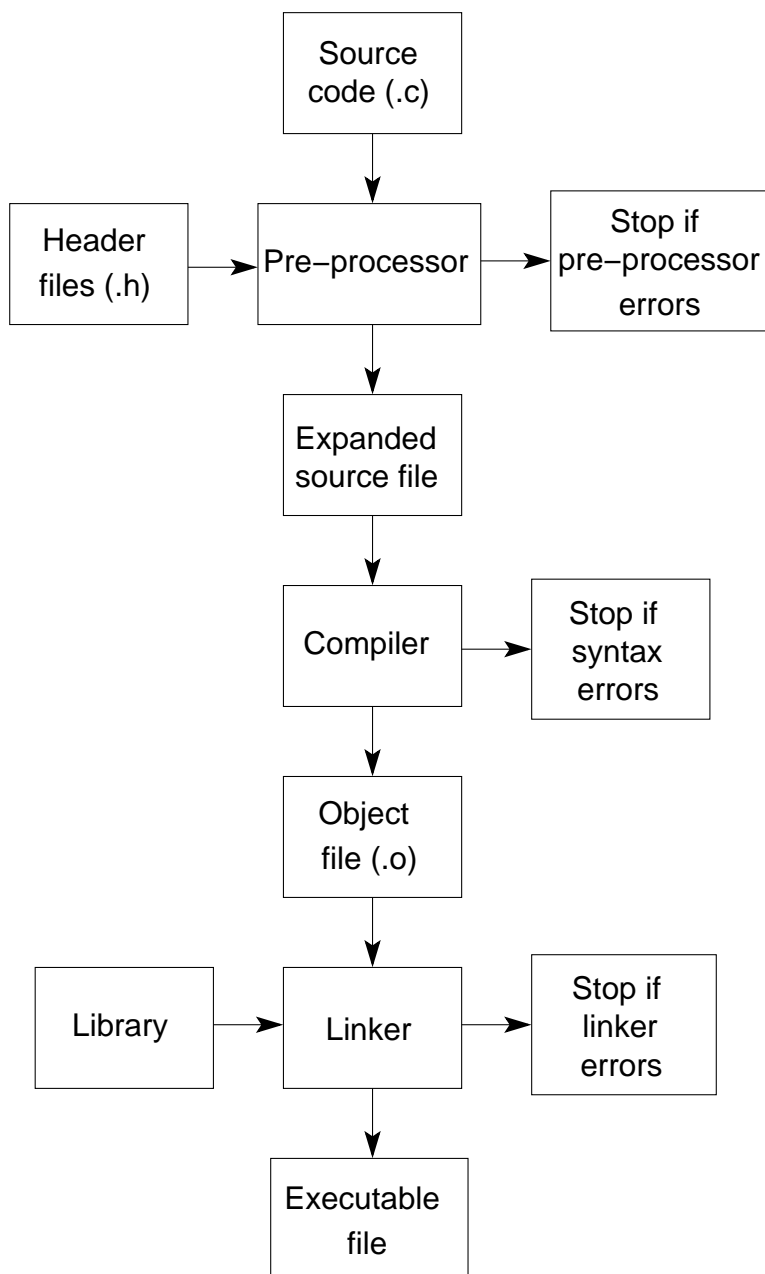 Source
code (.c)
Header
files (.h)
Pre−processor
Stop if
pre−processor
errors
Expanded
source file
Compiler
Stop if
syntax
errors
Object
file (.o)
Library
Linker
Stop if
linker
errors
Executable
file